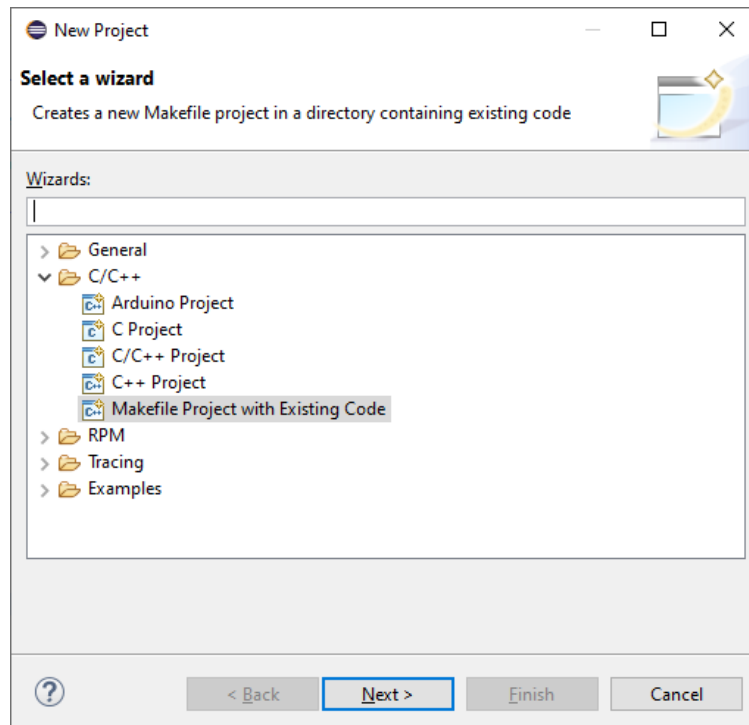 New Project
Select a wizard
Creates a new Makefile project in a directory containing existing code
Wizards:
General
C/C++
Arduino Project
C Project
C/C++ Project
C++ Project
Makefile Project with Existing Code
RPM
Tracing
Examples
? < Back Next > Finish Cancel